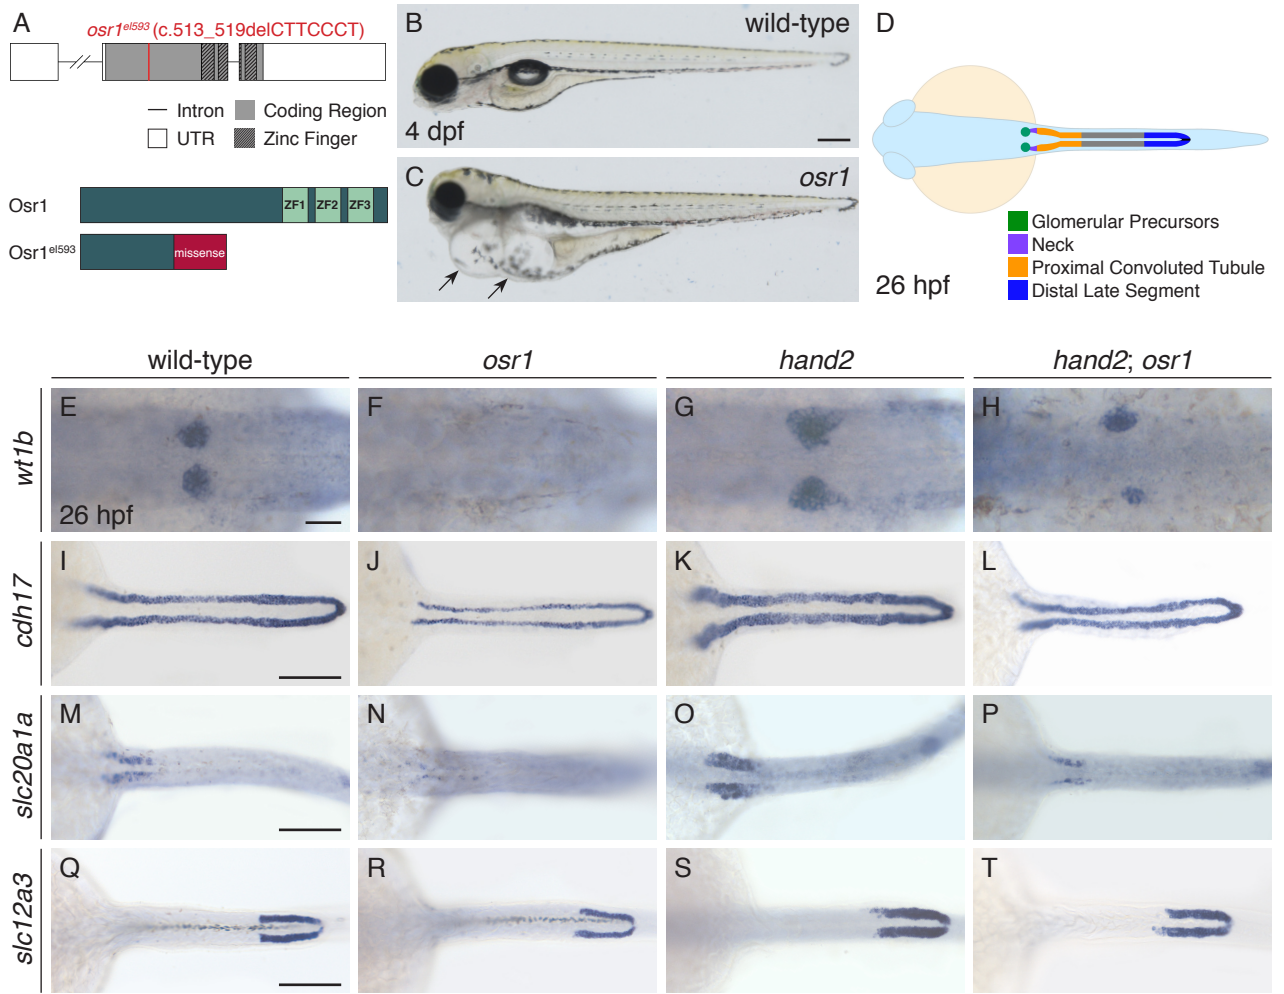 A
osr1el593 (c.513_519delCTTCCCT)
Intron
Coding Region
UTR
Zinc Finger
Osr1
ZF1
ZF2
ZF3
Osr1el593
missense
B
wild-type
4 dpf
C
osr1
D
Glomerular Precursors
Neck
Proximal Convoluted Tubule
Distal Late Segment
26 hpf
wild-type
osr1
hand2
hand2; osr1
wt1b
E
26 hpf
F
G
H
cdh17
I
J
K
L
slc20a1a
M
N
O
P
slc12a3
Q
R
S
T